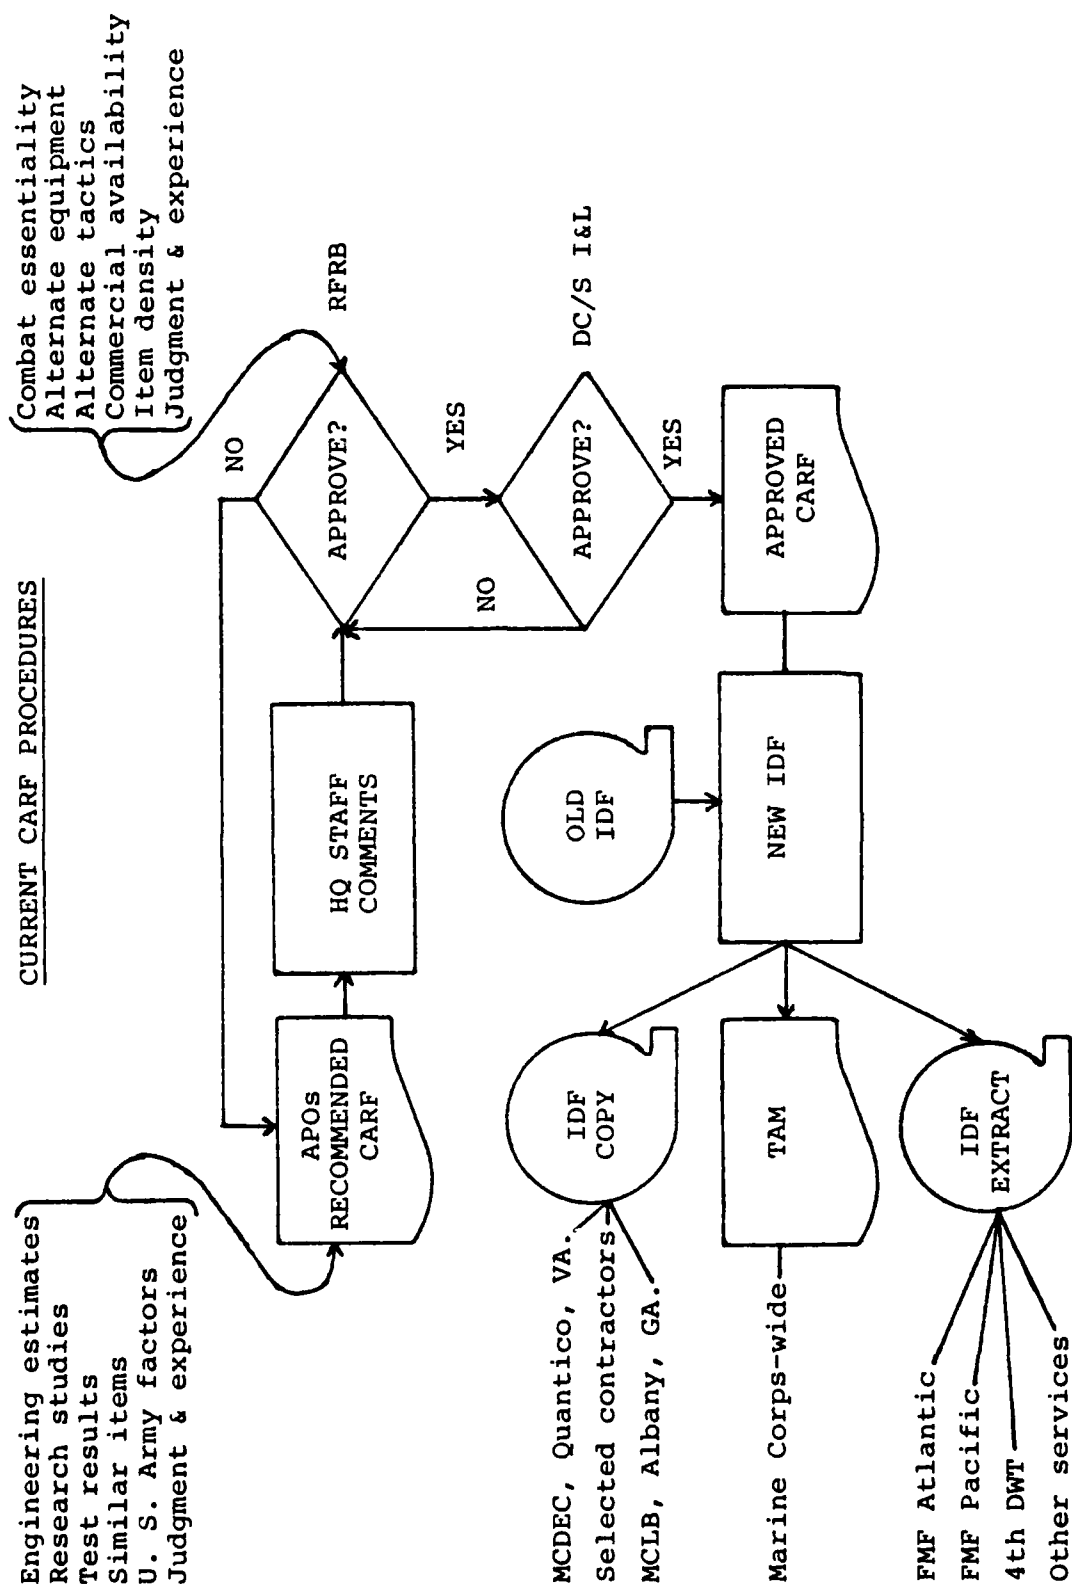 CURRENT CARF PROCEDURES
Engineering estimates
Research studies
Test results
Similar items
U. S. Army factors
Judgment & experience
Combat essentiality
Alternate equipment
Alternate tactics
Commercial availability
Item density
Judgment & experience
NO
APOs
RECOMMENDED
CARF
HQ STAFF
COMMENTS
APPROVE?
RFRB
YES
NO
APPROVE?
DC/S I&L
YES
OLD
IDF
NEW IDF
APPROVED
CARF
MCDEC, Quantico, VA.
Selected contractors
MCLB, Albany, GA.
IDF
COPY
Marine Corps-wide
TAM
FMF Atlantic
FMF Pacific
4th DWT
Other services
IDF
EXTRACT